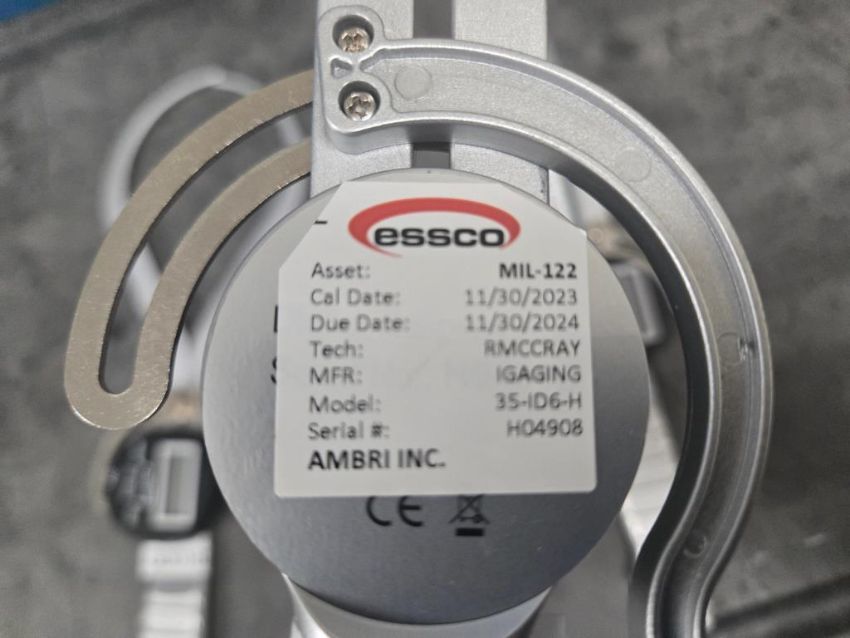 essco
Asset: MIL-122
Cal Date: 11/30/2023
Due Date: 11/30/2024
Tech: RMCCRAY
MFR: IGAGING
Model: 35-ID6-H
Serial #: H04908
AMBRI INC.
CE